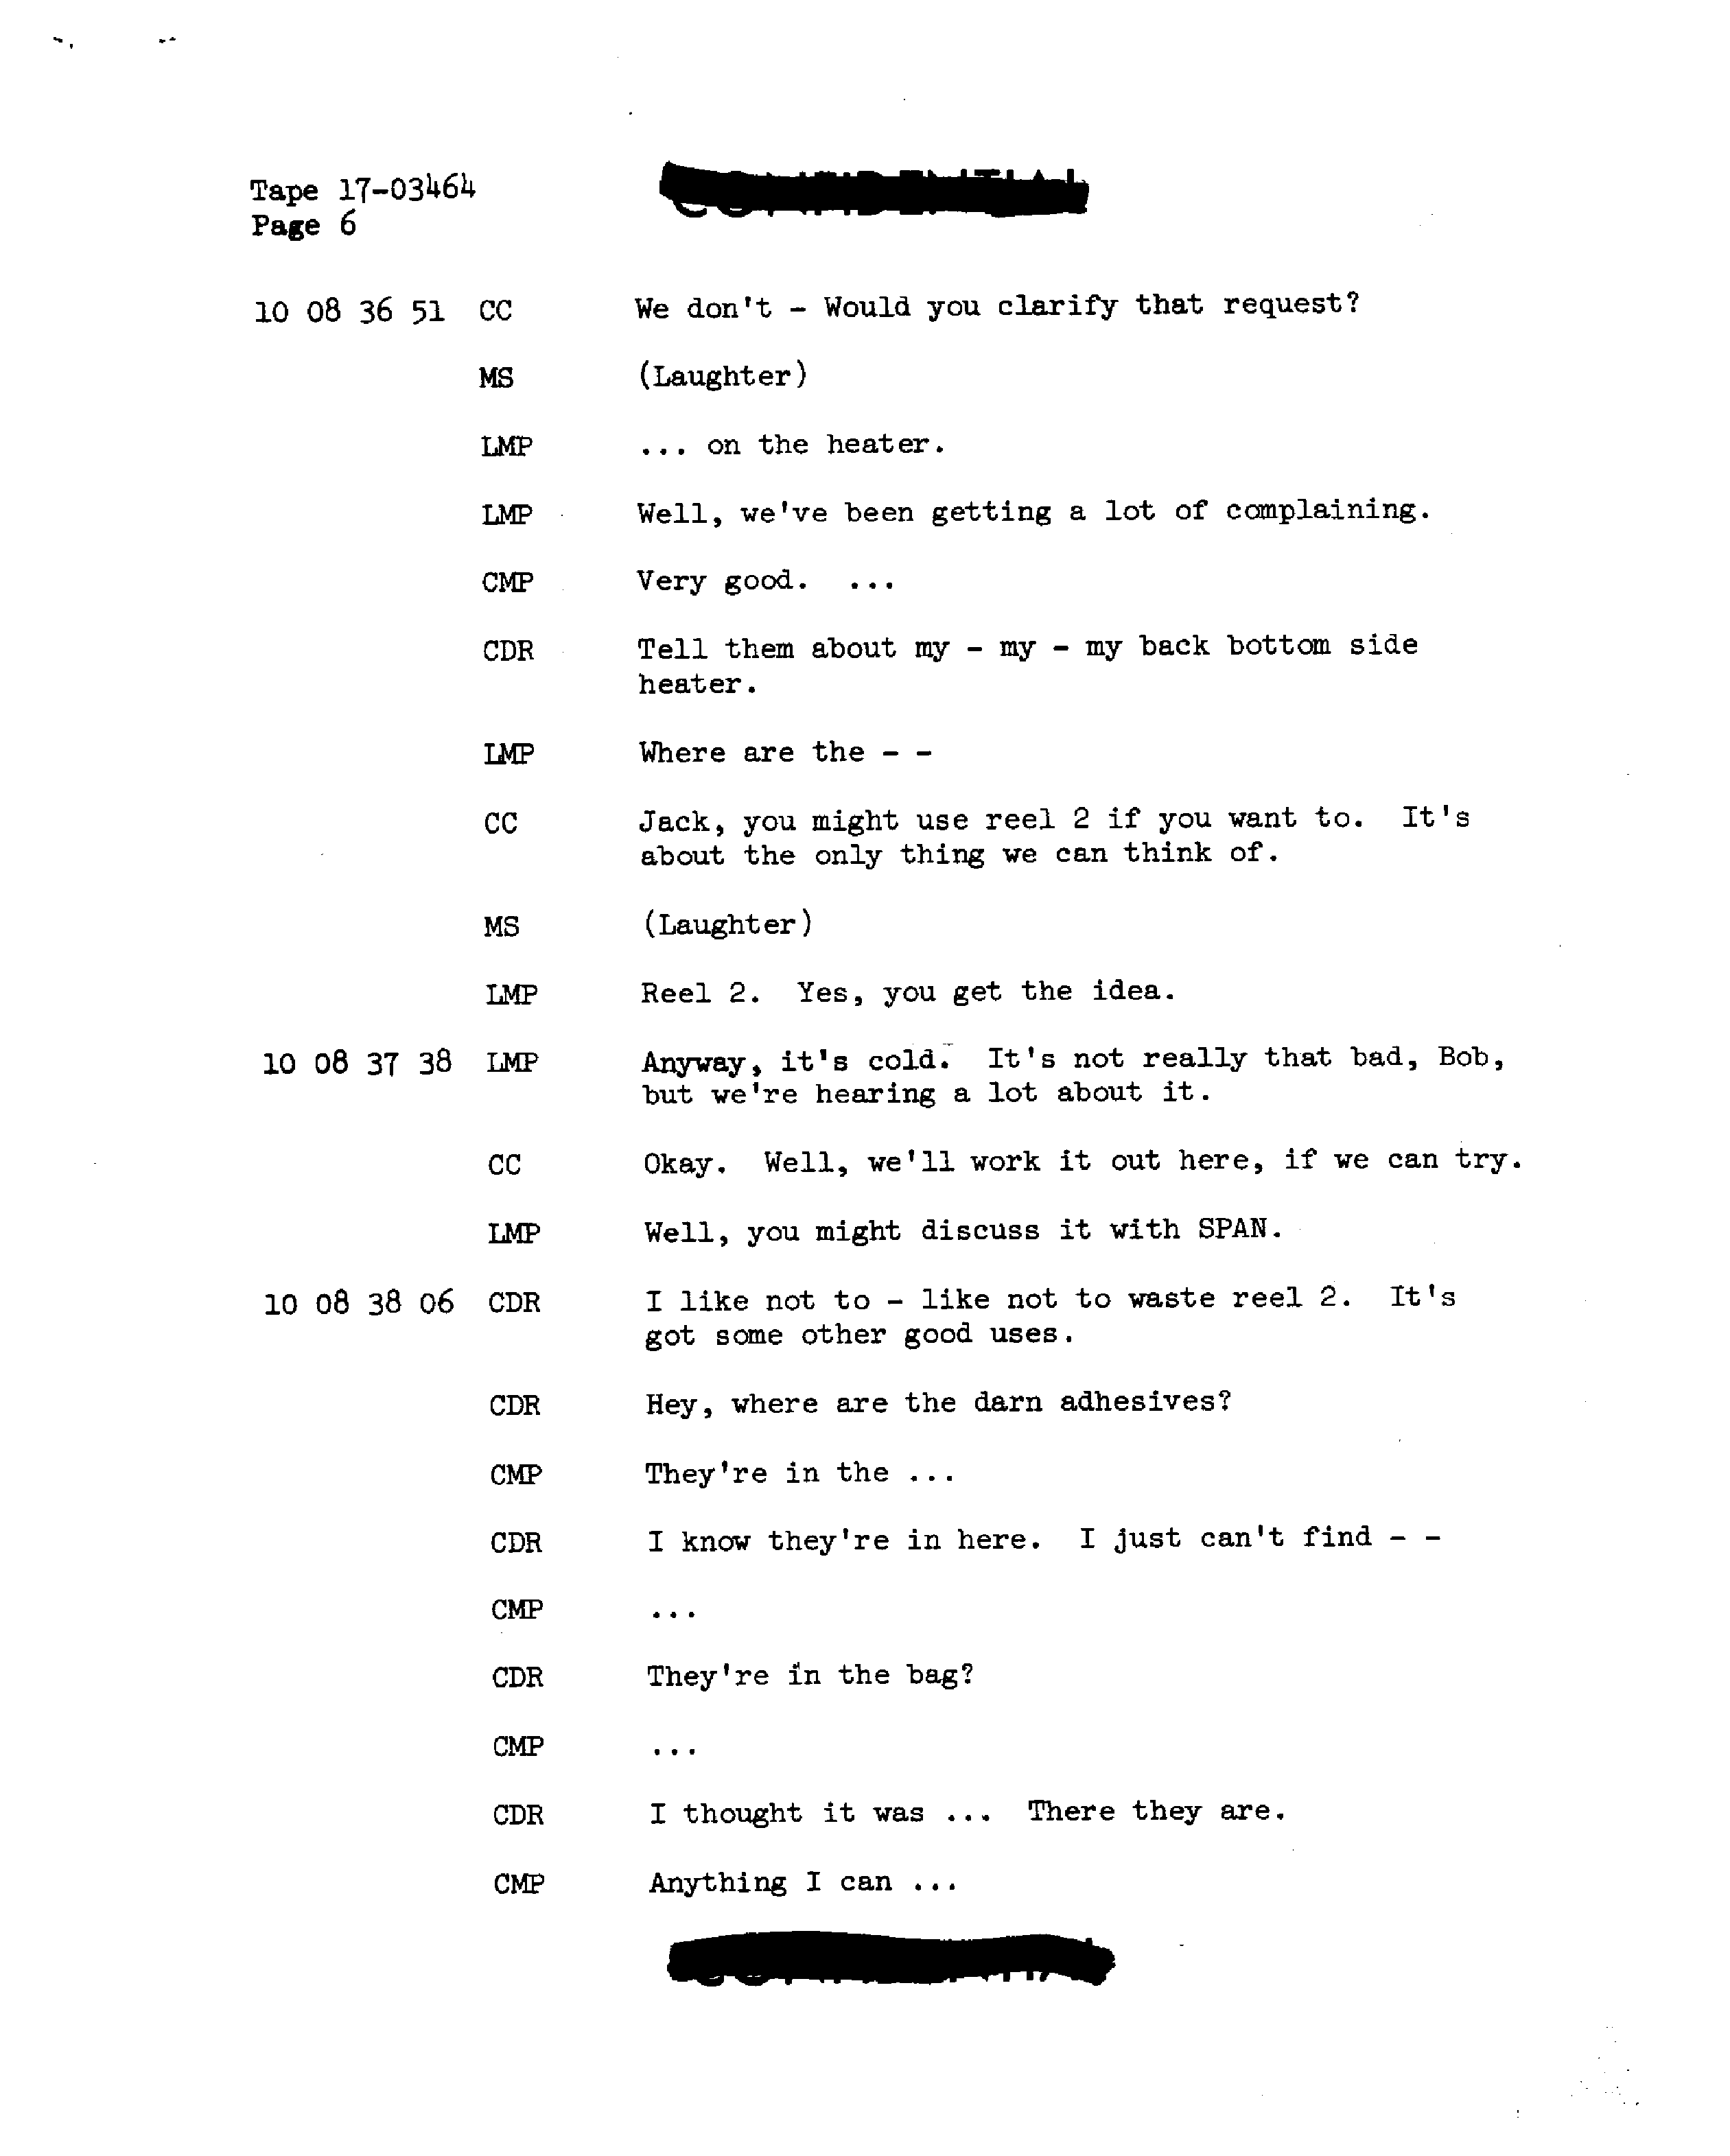 Tape 17-03464
Page 6
10 08 36 51 CC We don't - Would you clarify that request?
MS (Laughter)
LMP ... on the heater.
LMP Well, we've been getting a lot of complaining.
CMP Very good. ...
CDR Tell them about my - my - my back bottom side
heater.
LMP Where are the - -
CC Jack, you might use reel 2 if you want to. It's
about the only thing we can think of.
MS (Laughter)
LMP Reel 2. Yes, you get the idea.
10 08 37 38 LMP Anyway, it's cold. It's not really that bad, Bob,
but we're hearing a lot about it.
CC Okay. Well, we'll work it out here, if we can try.
LMP Well, you might discuss it with SPAN.
10 08 38 06 CDR I like not to - like not to waste reel 2. It's
got some other good uses.
CDR Hey, where are the darn adhesives?
CMP They're in the ...
CDR I know they're in here. I just can't find - -
CMP ...
CDR They're in the bag?
CMP ...
CDR I thought it was ... There they are.
CMP Anything I can ...